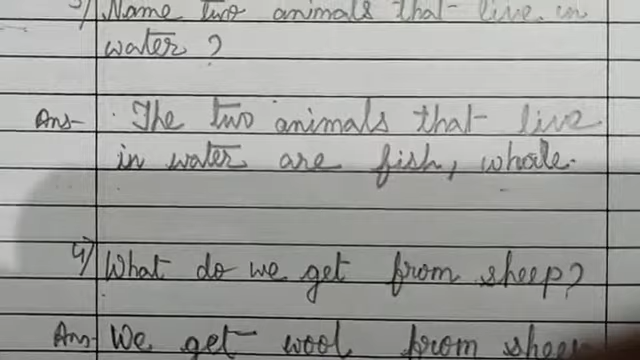 3) Name two animals that live in
water ?
Ans- The two animals that live
in water are fish, whale.
4) What do we get from sheep?
Ans- We get wool from sheep